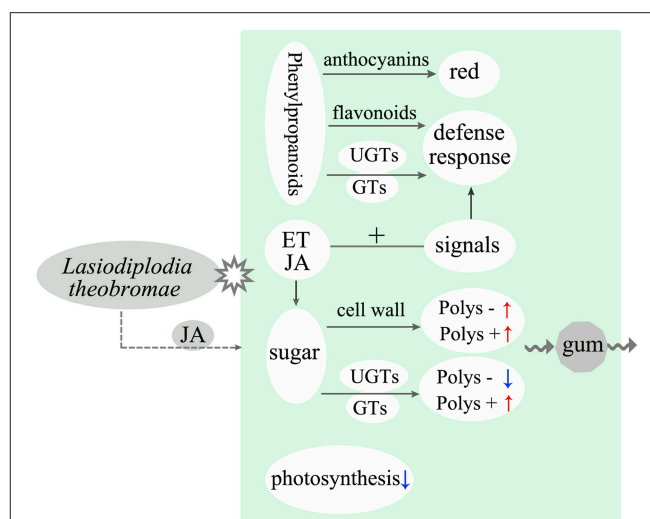 Phenylpropanoids
anthocyanins
red
flavonoids
UGTs
GTs
defense
response
ET
JA
+
signals
Lasiodiplodia
theobromae
JA
sugar
cell wall
Polys - ↑
Polys + ↑
UGTs
GTs
Polys - ↓
Polys + ↑
gum
photosynthesis↓